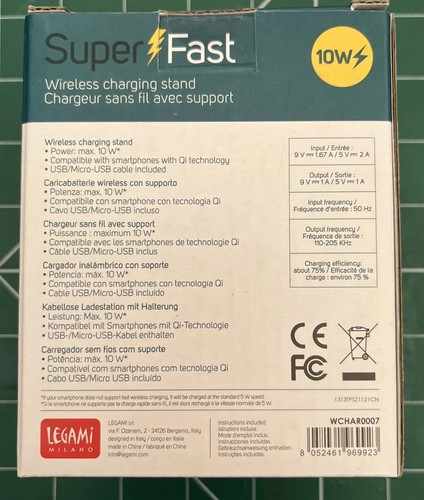 Super Fast
10W
Wireless charging stand
Chargeur sans fil avec support
Wireless charging stand
• Power: max. 10 W*
• Compatible with smartphones with Qi technology
• USB/Micro-USB cable included
Caricabatterie wireless con supporto
• Potenza: max. 10 W*
• Compatibile con smartphone con tecnologia Qi
• Cavo USB/Micro-USB incluso
Chargeur sans fil avec support
• Puissance : maximum 10 W*
• Compatible avec les smartphones de technologie Qi
• Câble USB/Micro-USB inclus
Cargador inalámbrico con soporte
• Potencia: máx. 10 W*
• Compatible con smartphones con tecnología Qi
• Cable USB/Micro-USB incluido
Kabellose Ladestation mit Halterung
• Leistung: Max. 10 W*
• Kompatibel mit Smartphones mit Qi-Technologie
• USB-/Micro-USB-Kabel enthalten
Carregador sem fios com suporte
• Potência: máx. 10 W*
• Compatível com smartphones com tecnologia Qi
• Cabo USB/Micro USB incluído
Input / Entrée :
9 V 1.67 A / 5 V 2 A
Output / Sortie :
9 V 1 A / 5 V 1 A
Input frequency /
Fréquence d'entrée : 50 Hz
Output frequency /
Fréquence de sortie :
110-205 KHz
Charging efficiency:
about 75% / Efficacité de la
charge : environ 75 %
CE
FC
*If your smartphone does not support fast wireless charging, it will be charged at the standard 5 W speed.
*Si le smartphone ne supporte pas la charge rapide sans fil, il est alors rechargé à la vitesse normale de 5 W.
13131PJZ1121CN
LEGAMI
MILANO
LEGAMI srl
via F. Ozanam, 2 - 24126 Bergamo, Italy
designed in Italy / conçu en Italie
made in China / fabriqué en Chine
info@legami.com
Instructions included.
Istruzioni incluse.
Mode d'emploi inclus.
Instrucciones incluidas.
Gebrauchsanweisung enthalten.
Instruções incluídas.
WCHAR0007
8 052461 969923